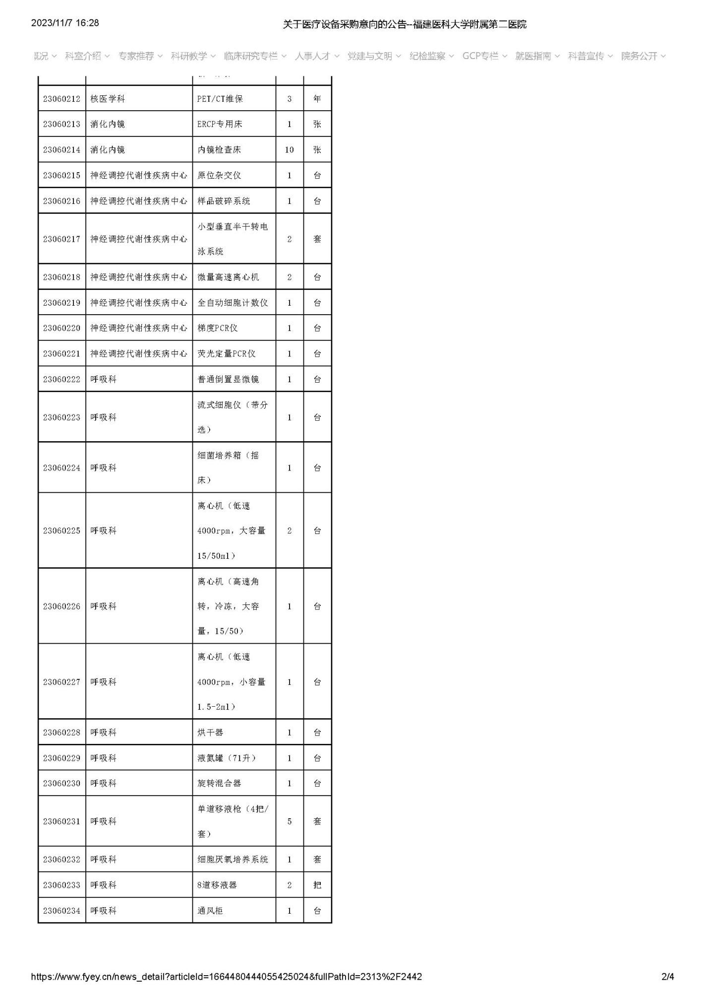 2023/11/7 16:28
关于医疗设备采购意向的公告--福建医科大学附属第二医院
概况 科室介绍 专家推荐 科研教学 临床研究专栏 人事人才 党建与文明 纪检监察 GCP专栏 就医指南 科普宣传 院务公开
23060212 核医学科 PET/CT维保 3 年
23060213 消化内镜 ERCP专用床 1 张
23060214 消化内镜 内镜检查床 10 张
23060215 神经调控代谢性疾病中心 原位杂交仪 1 台
23060216 神经调控代谢性疾病中心 样品破碎系统 1 台
小型垂直半干转电
23060217 神经调控代谢性疾病中心 2 套
泳系统
23060218 神经调控代谢性疾病中心 微量高速离心机 2 台
23060219 神经调控代谢性疾病中心 全自动细胞计数仪 1 台
23060220 神经调控代谢性疾病中心 梯度PCR仪 1 台
23060221 神经调控代谢性疾病中心 荧光定量PCR仪 1 台
23060222 呼吸科 普通倒置显微镜 1 台
流式细胞仪（带分
23060223 呼吸科 1 台
选）
细菌培养箱（摇
23060224 呼吸科 1 台
床）
离心机（低速
23060225 呼吸科 4000rpm，大容量 2 台
15/50ml）
离心机（高速角
23060226 呼吸科 转，冷冻，大容 1 台
量，15/50）
离心机（低速
23060227 呼吸科 4000rpm，小容量 1 台
1.5-2ml）
23060228 呼吸科 烘干器 1 台
23060229 呼吸科 液氮罐（71升） 1 台
23060230 呼吸科 旋转混合器 1 台
单道移液枪（4把/
23060231 呼吸科 5 套
套）
23060232 呼吸科 细胞厌氧培养系统 1 套
23060233 呼吸科 8道移液器 2 把
23060234 呼吸科 通风柜 1 台
https://www.fyey.cn/news_detail?articleId=1664480444055425024&fullPathId=2313%2F2442
2/4